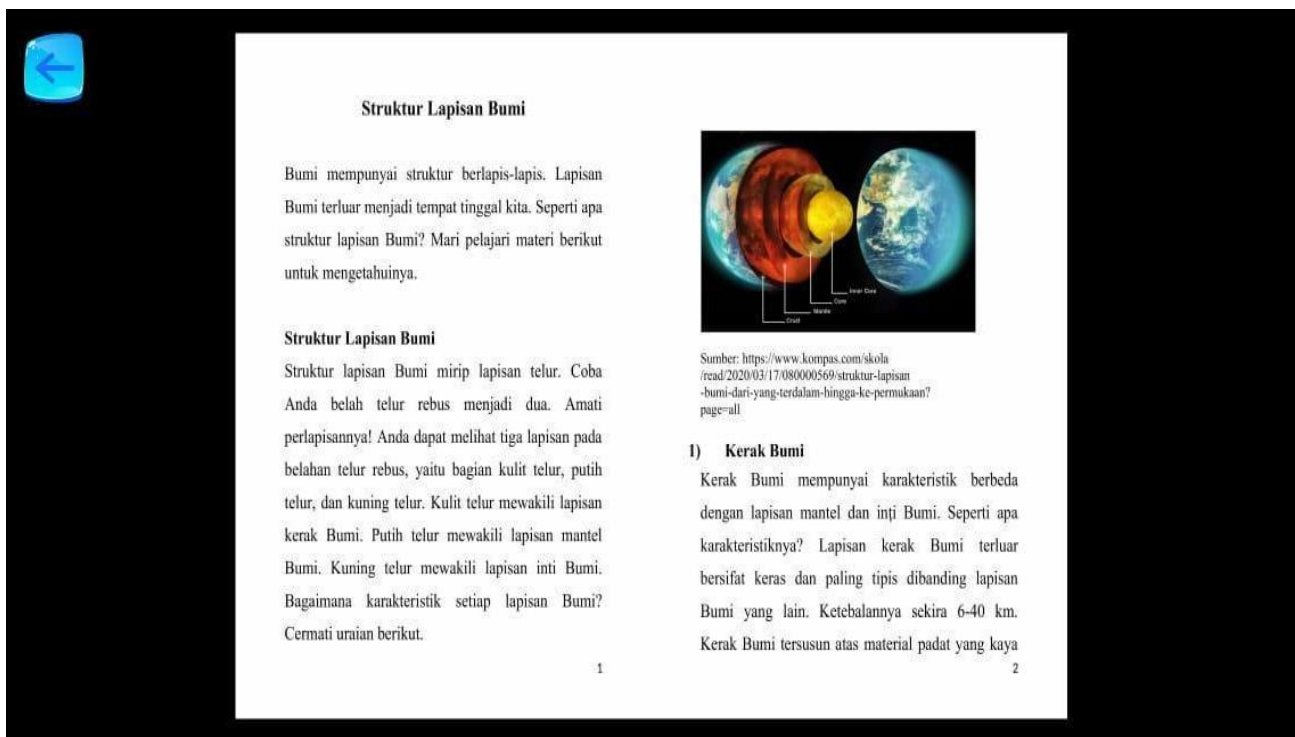 Struktur Lapisan Bumi
Bumi mempunyai struktur berlapis-lapis. Lapisan
Bumi terluar menjadi tempat tinggal kita. Seperti apa
struktur lapisan Bumi? Mari pelajari materi berikut
untuk mengetahuinya.
Struktur Lapisan Bumi
Struktur lapisan Bumi mirip lapisan telur. Coba
Anda belah telur rebus menjadi dua. Amati
perlapisannya! Anda dapat melihat tiga lapisan pada
belahan telur rebus, yaitu bagian kulit telur, putih
telur, dan kuning telur. Kulit telur mewakili lapisan
kerak Bumi. Putih telur mewakili lapisan mantel
Bumi. Kuning telur mewakili lapisan inti Bumi.
Bagaimana karakteristik setiap lapisan Bumi?
Cermati uraian berikut.
1
Inner Core
Core
Mantle
Crust
Sumber: https://www.kompas.com/skola
/read/2020/03/17/080000569/struktur-lapisan
-bumi-dari-yang-terdalam-hingga-ke-permukaan?
page=all
1) Kerak Bumi
Kerak Bumi mempunyai karakteristik berbeda
dengan lapisan mantel dan inti Bumi. Seperti apa
karakteristiknya? Lapisan kerak Bumi terluar
bersifat keras dan paling tipis dibanding lapisan
Bumi yang lain. Ketebalannya sekira 6-40 km.
Kerak Bumi tersusun atas material padat yang kaya
2